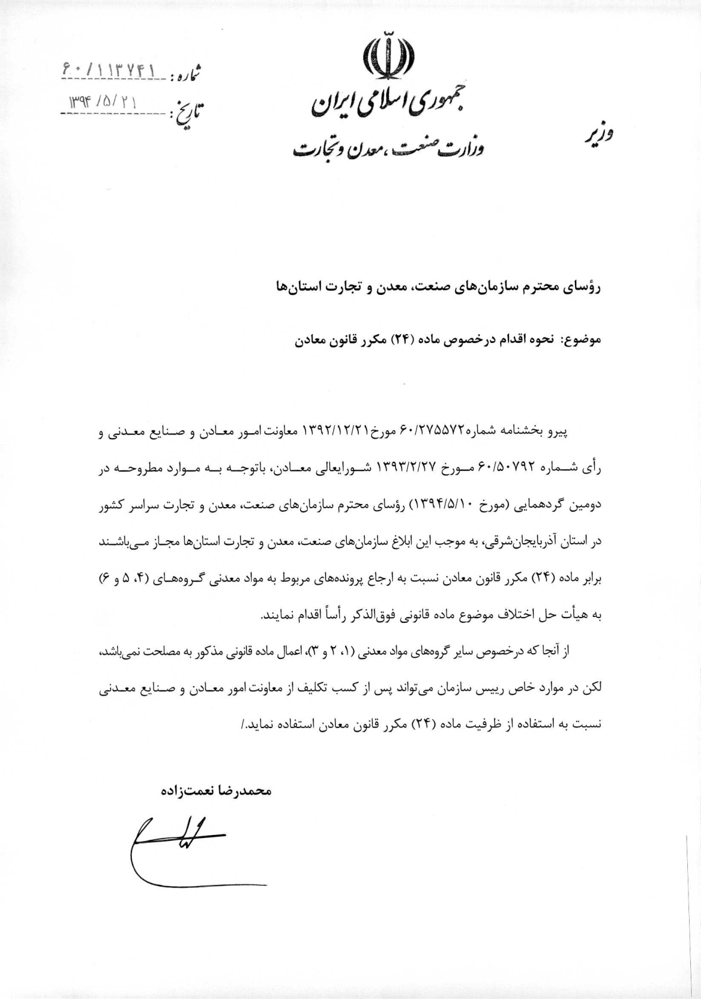 شماره: ۶۰/۱۱۳۷۴۱
تاریخ: ۱۳۹۴/۵/۲۱
جمهوری اسلامی ایران
وزارت صنعت، معدن و تجارت
وزیر
رؤسای محترم سازمان‌های صنعت، معدن و تجارت استان‌ها
موضوع: نحوه اقدام درخصوص ماده (۲۴) مکرر قانون معادن
پیرو بخشنامه شماره ۶۰/۲۷۵۵۷۲ مورخ ۱۳۹۲/۱۲/۲۱ معاونت امور معادن و صنایع معدنی و
رأی شماره ۶۰/۵۰۷۹۲ مورخ ۱۳۹۳/۲/۲۷ شورایعالی معادن، باتوجه به موارد مطروحه در
دومین گردهمایی (مورخ ۱۳۹۴/۵/۱۰) رؤسای محترم سازمان‌های صنعت، معدن و تجارت سراسر کشور
در استان آذربایجان‌شرقی، به موجب این ابلاغ سازمان‌های صنعت، معدن و تجارت استان‌ها مجاز می‌باشند
برابر ماده (۲۴) مکرر قانون معادن نسبت به ارجاع پرونده‌های مربوط به مواد معدنی گروه‌های (۴، ۵ و ۶)
به هیأت حل اختلاف موضوع ماده قانونی فوق‌الذکر رأساً اقدام نمایند.
از آنجا که درخصوص سایر گروه‌های مواد معدنی (۱، ۲ و ۳)، اعمال ماده قانونی مذکور به مصلحت نمی‌باشد،
لکن در موارد خاص رییس سازمان می‌تواند پس از کسب تکلیف از معاونت امور معادن و صنایع معدنی
نسبت به استفاده از ظرفیت ماده (۲۴) مکرر قانون معادن استفاده نماید./
محمدرضا نعمت‌زاده